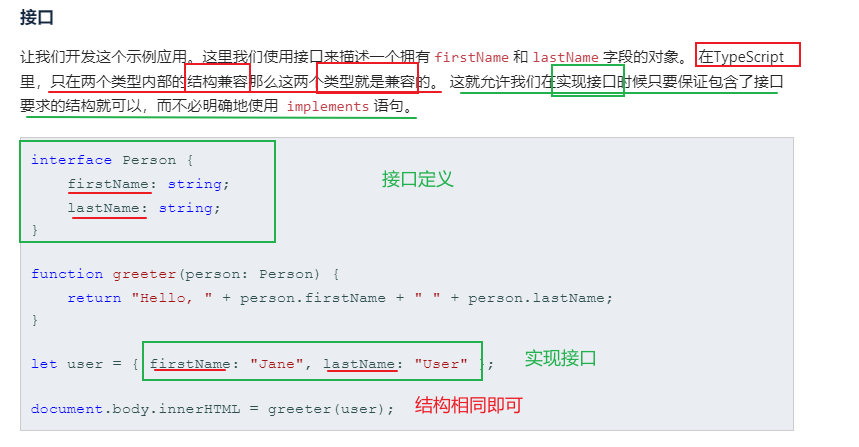 接口
让我们开发这个示例应用。这里我们使用接口来描述一个拥有 firstName 和 lastName 字段的对象。 在TypeScript
里，只在两个类型内部的结构兼容那么这两个类型就是兼容的。 这就允许我们在实现接口时候只要保证包含了接口
要求的结构就可以，而不必明确地使用 implements 语句。
interface Person {
    firstName: string;
    lastName: string;
}
接口定义
function greeter(person: Person) {
    return "Hello, " + person.firstName + " " + person.lastName;
}
let user = { firstName: "Jane", lastName: "User" };
实现接口
document.body.innerHTML = greeter(user);
结构相同即可